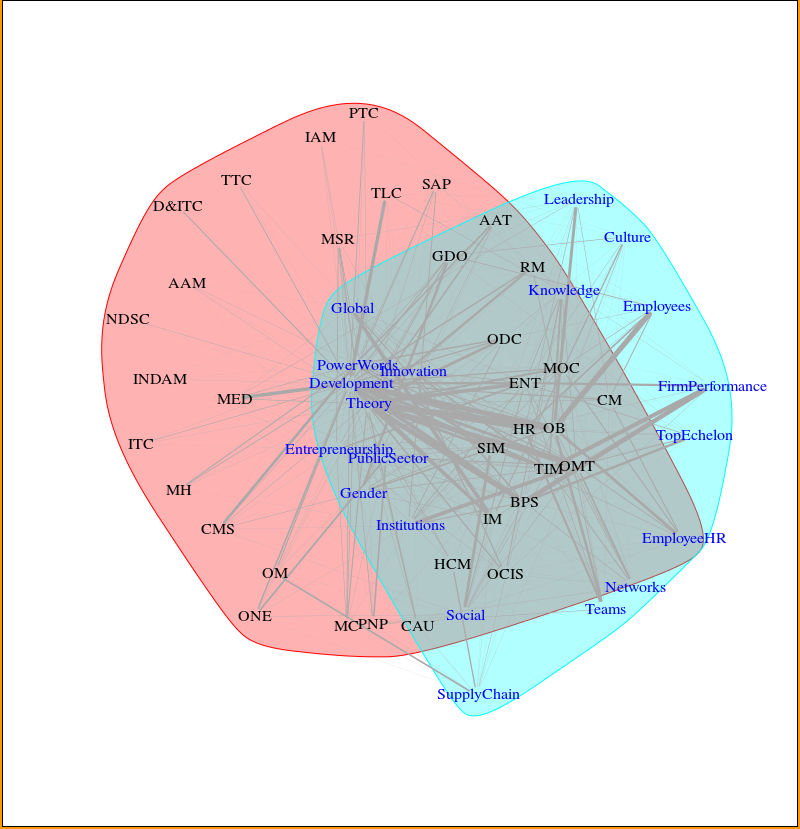 PTC
IAM
TTC
TLC
SAP
D&ITC
Leadership
AAT
MSR
Culture
GDO
RM
AAM
Knowledge
Global
Employees
NDSC
ODC
PowerWords
Innovation
MOC
INDAM
Development
ENT
FirmPerformance
MED
Theory
CM
HR
OB
TopEchelon
ITC
Entrepreneurship
SIM
PublicSector
TIM
OMT
MH
Gender
BPS
CMS
Institutions
IM
EmployeeHR
HCM
OM
OCIS
Networks
ONE
Social
Teams
MC
PNP
CAU
SupplyChain